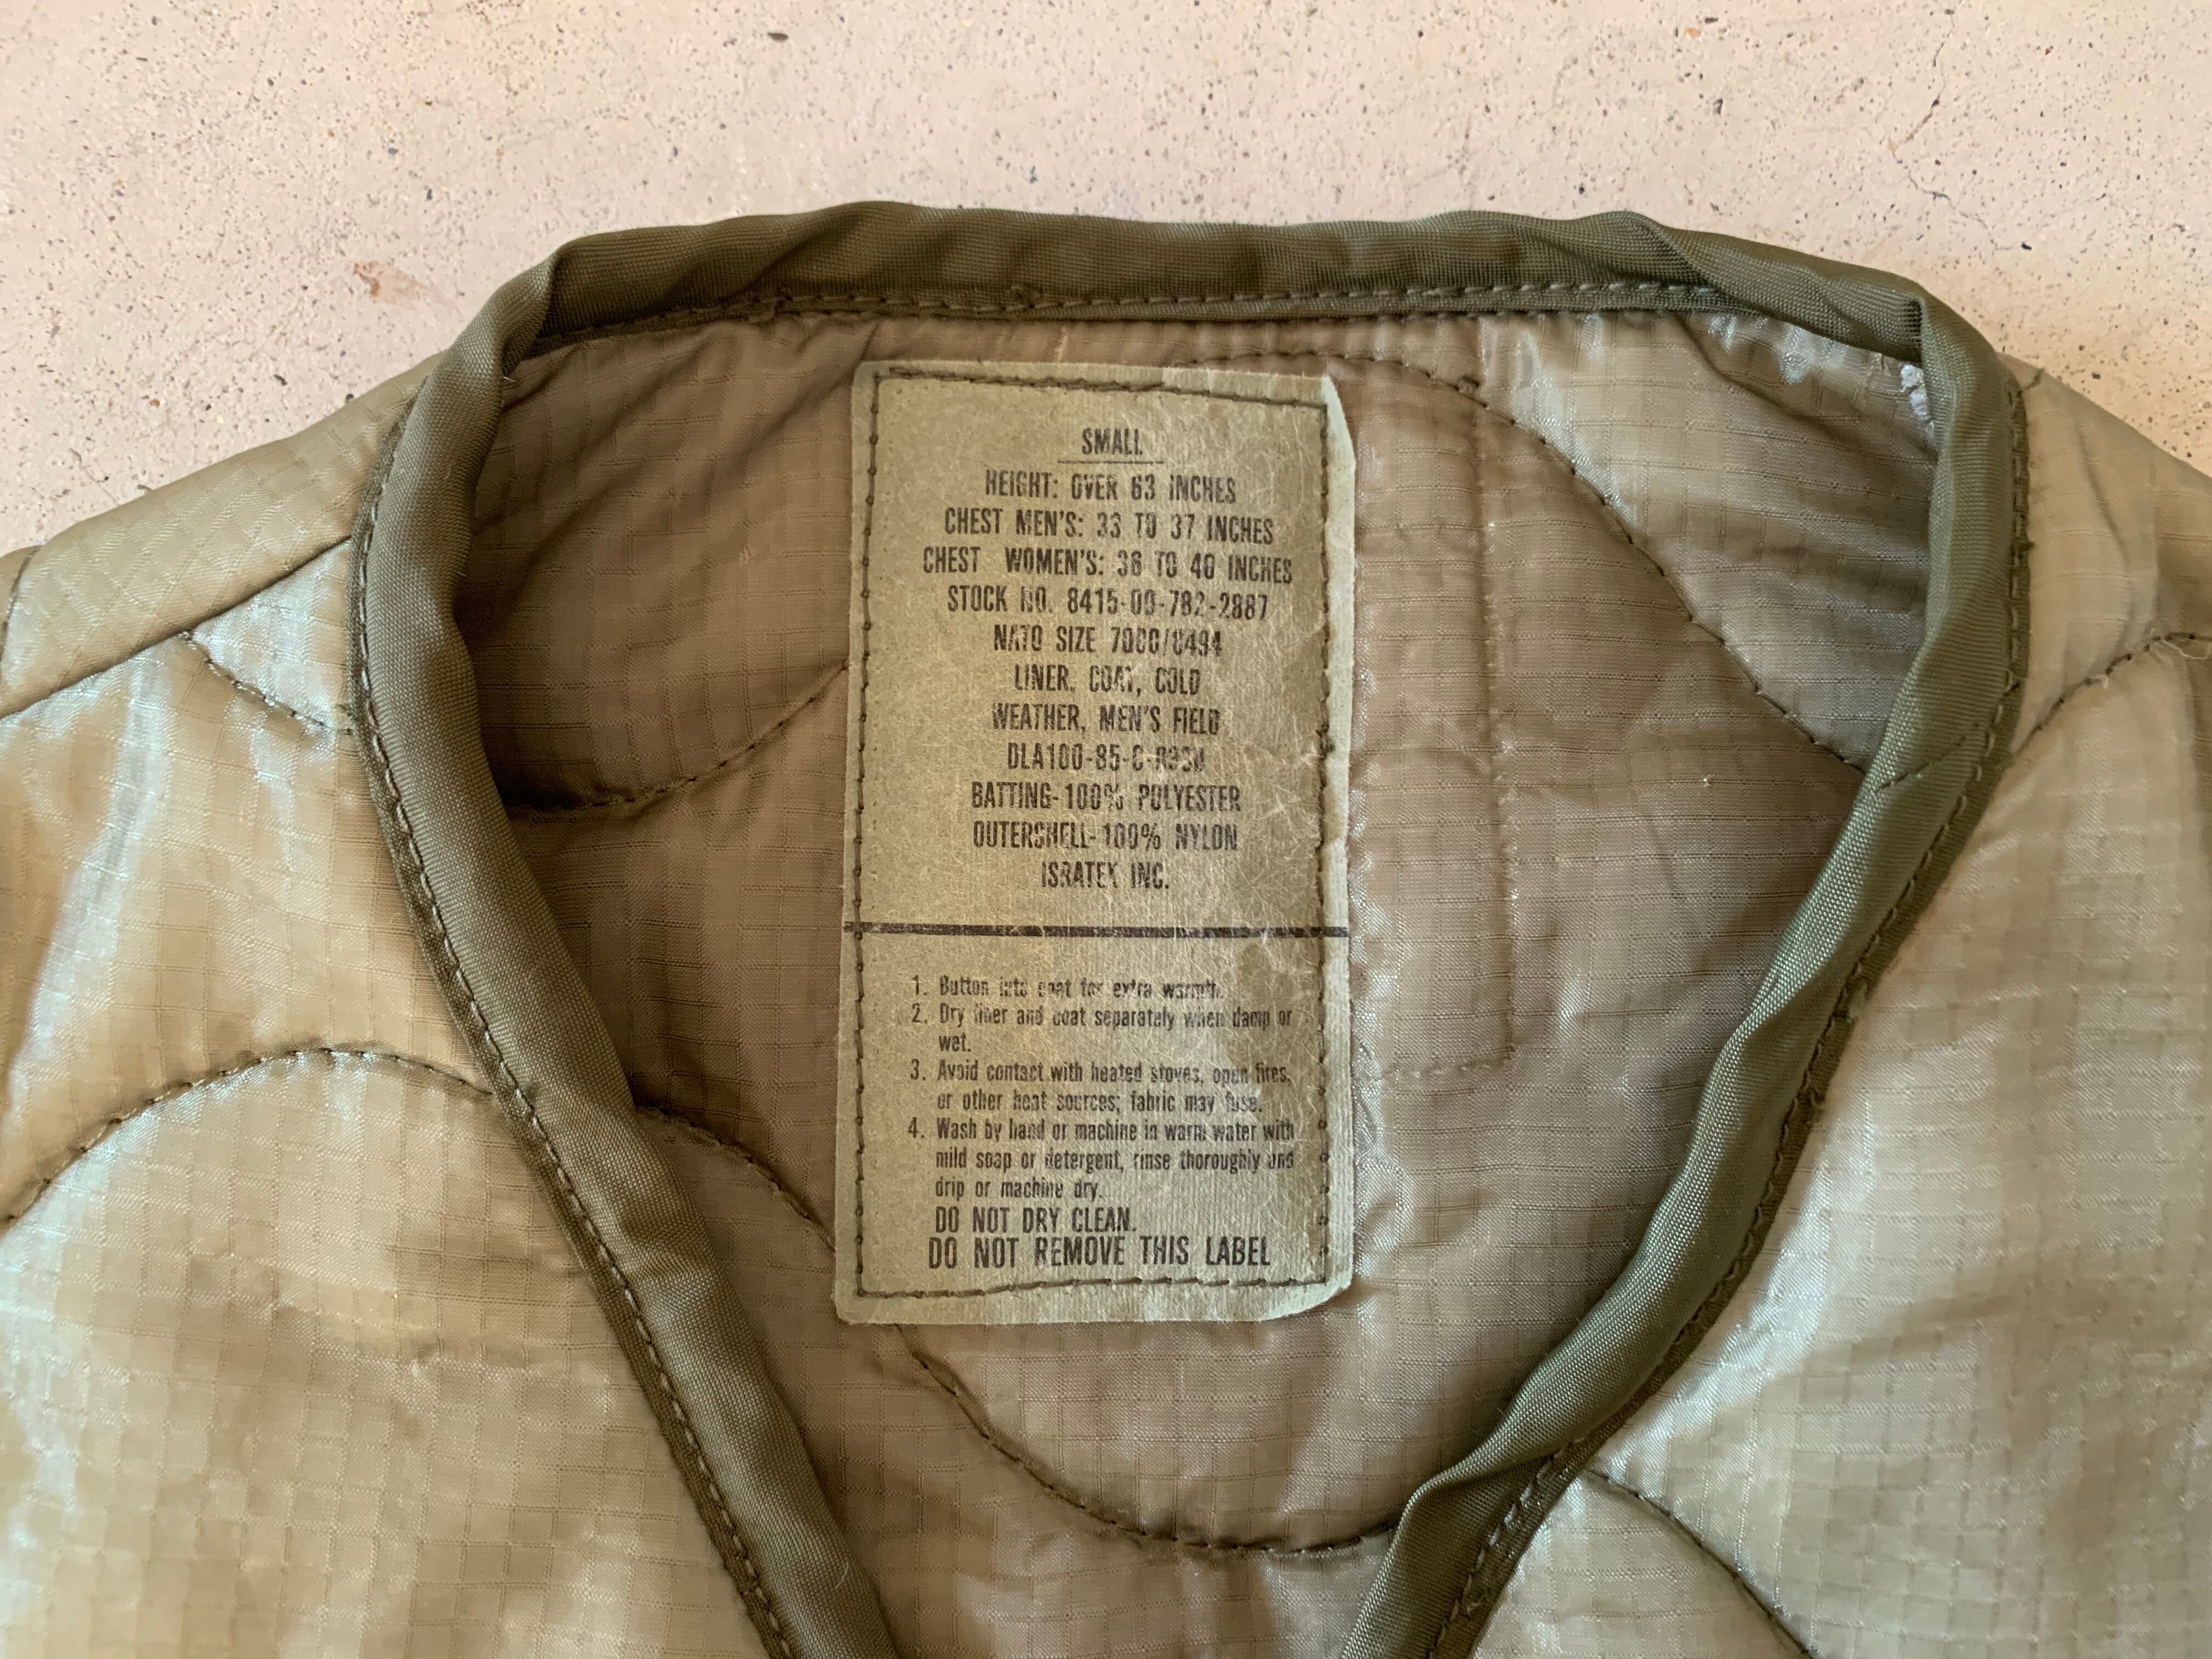 SMALL
HEIGHT: OVER 63 INCHES
CHEST MEN'S: 33 TO 37 INCHES
CHEST WOMEN'S: 36 TO 40 INCHES
STOCK NO. 8415-00-782-2887
NATO SIZE
LINER, COAT, COLD
WEATHER, MEN'S FIELD
BATTING-100% POLYESTER
OUTERSHELL-100% NYLON
ISRATEX INC.
1. Button into coat for extra warmth.
2. Dry liner and coat separately when damp or
wet.
3. Avoid contact with heated stoves, open fires,
or other heat sources; fabric may fuse.
4. Wash by hand or machine in warm water with
mild soap or detergent, rinse thoroughly and
drip or machine dry.
DO NOT DRY CLEAN.
DO NOT REMOVE THIS LABEL